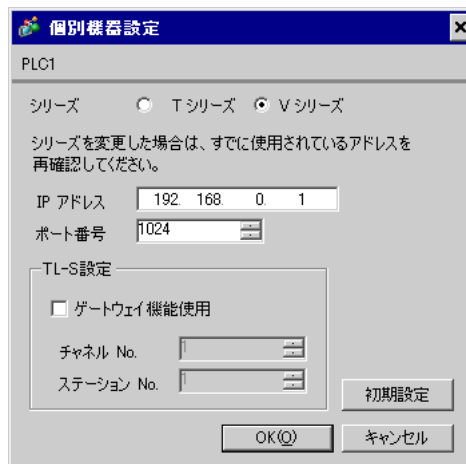 個別機器設定
PLC1
シリーズ Tシリーズ Vシリーズ
シリーズを変更した場合は、すでに使用されているアドレスを
再確認してください。
IP アドレス 192. 168. 0. 1
ポート番号 1024
TL-S設定
ゲートウェイ機能使用
チャネル No. 1
ステーション No. 1
初期設定
OK(O) キャンセル